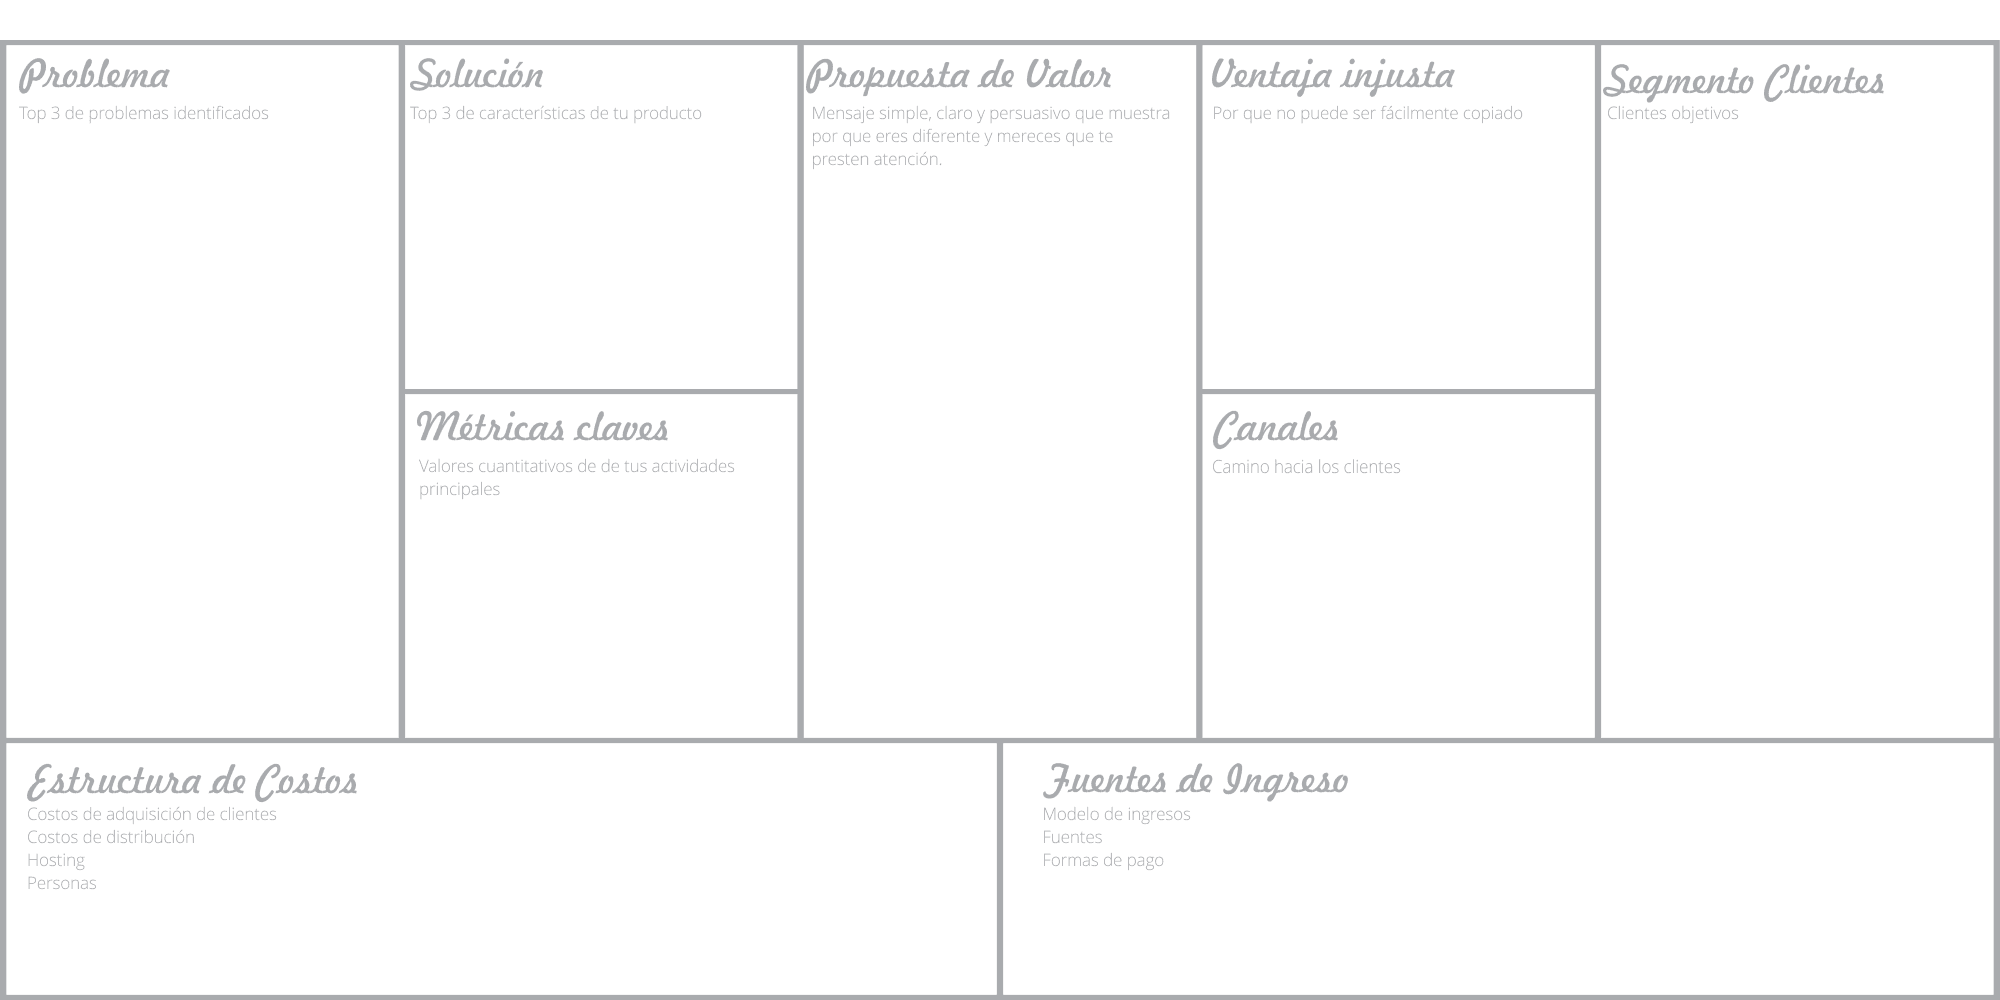 Problema
Top 3 de problemas identificados
Solución
Top 3 de características de tu producto
Métricas claves
Valores cuantitativos de de tus actividades
principales
Propuesta de Valor
Mensaje simple, claro y persuasivo que muestra
por que eres diferente y mereces que te
presten atención.
Ventaja injusta
Por que no puede ser fácilmente copiado
Canales
Camino hacia los clientes
Segmento Clientes
Clientes objetivos
Estructura de Costos
Costos de adquisición de clientes
Costos de distribución
Hosting
Personas
Fuentes de Ingreso
Modelo de ingresos
Fuentes
Formas de pago